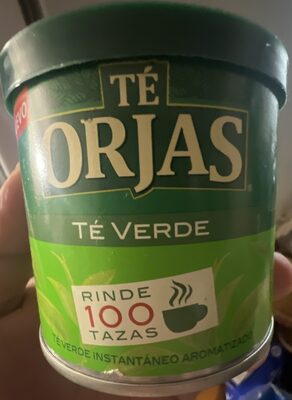 TÉ
ORJAS®
TÉ VERDE
RINDE
100
TAZAS
TÉ VERDE INSTANTÁNEO AROMATIZADO